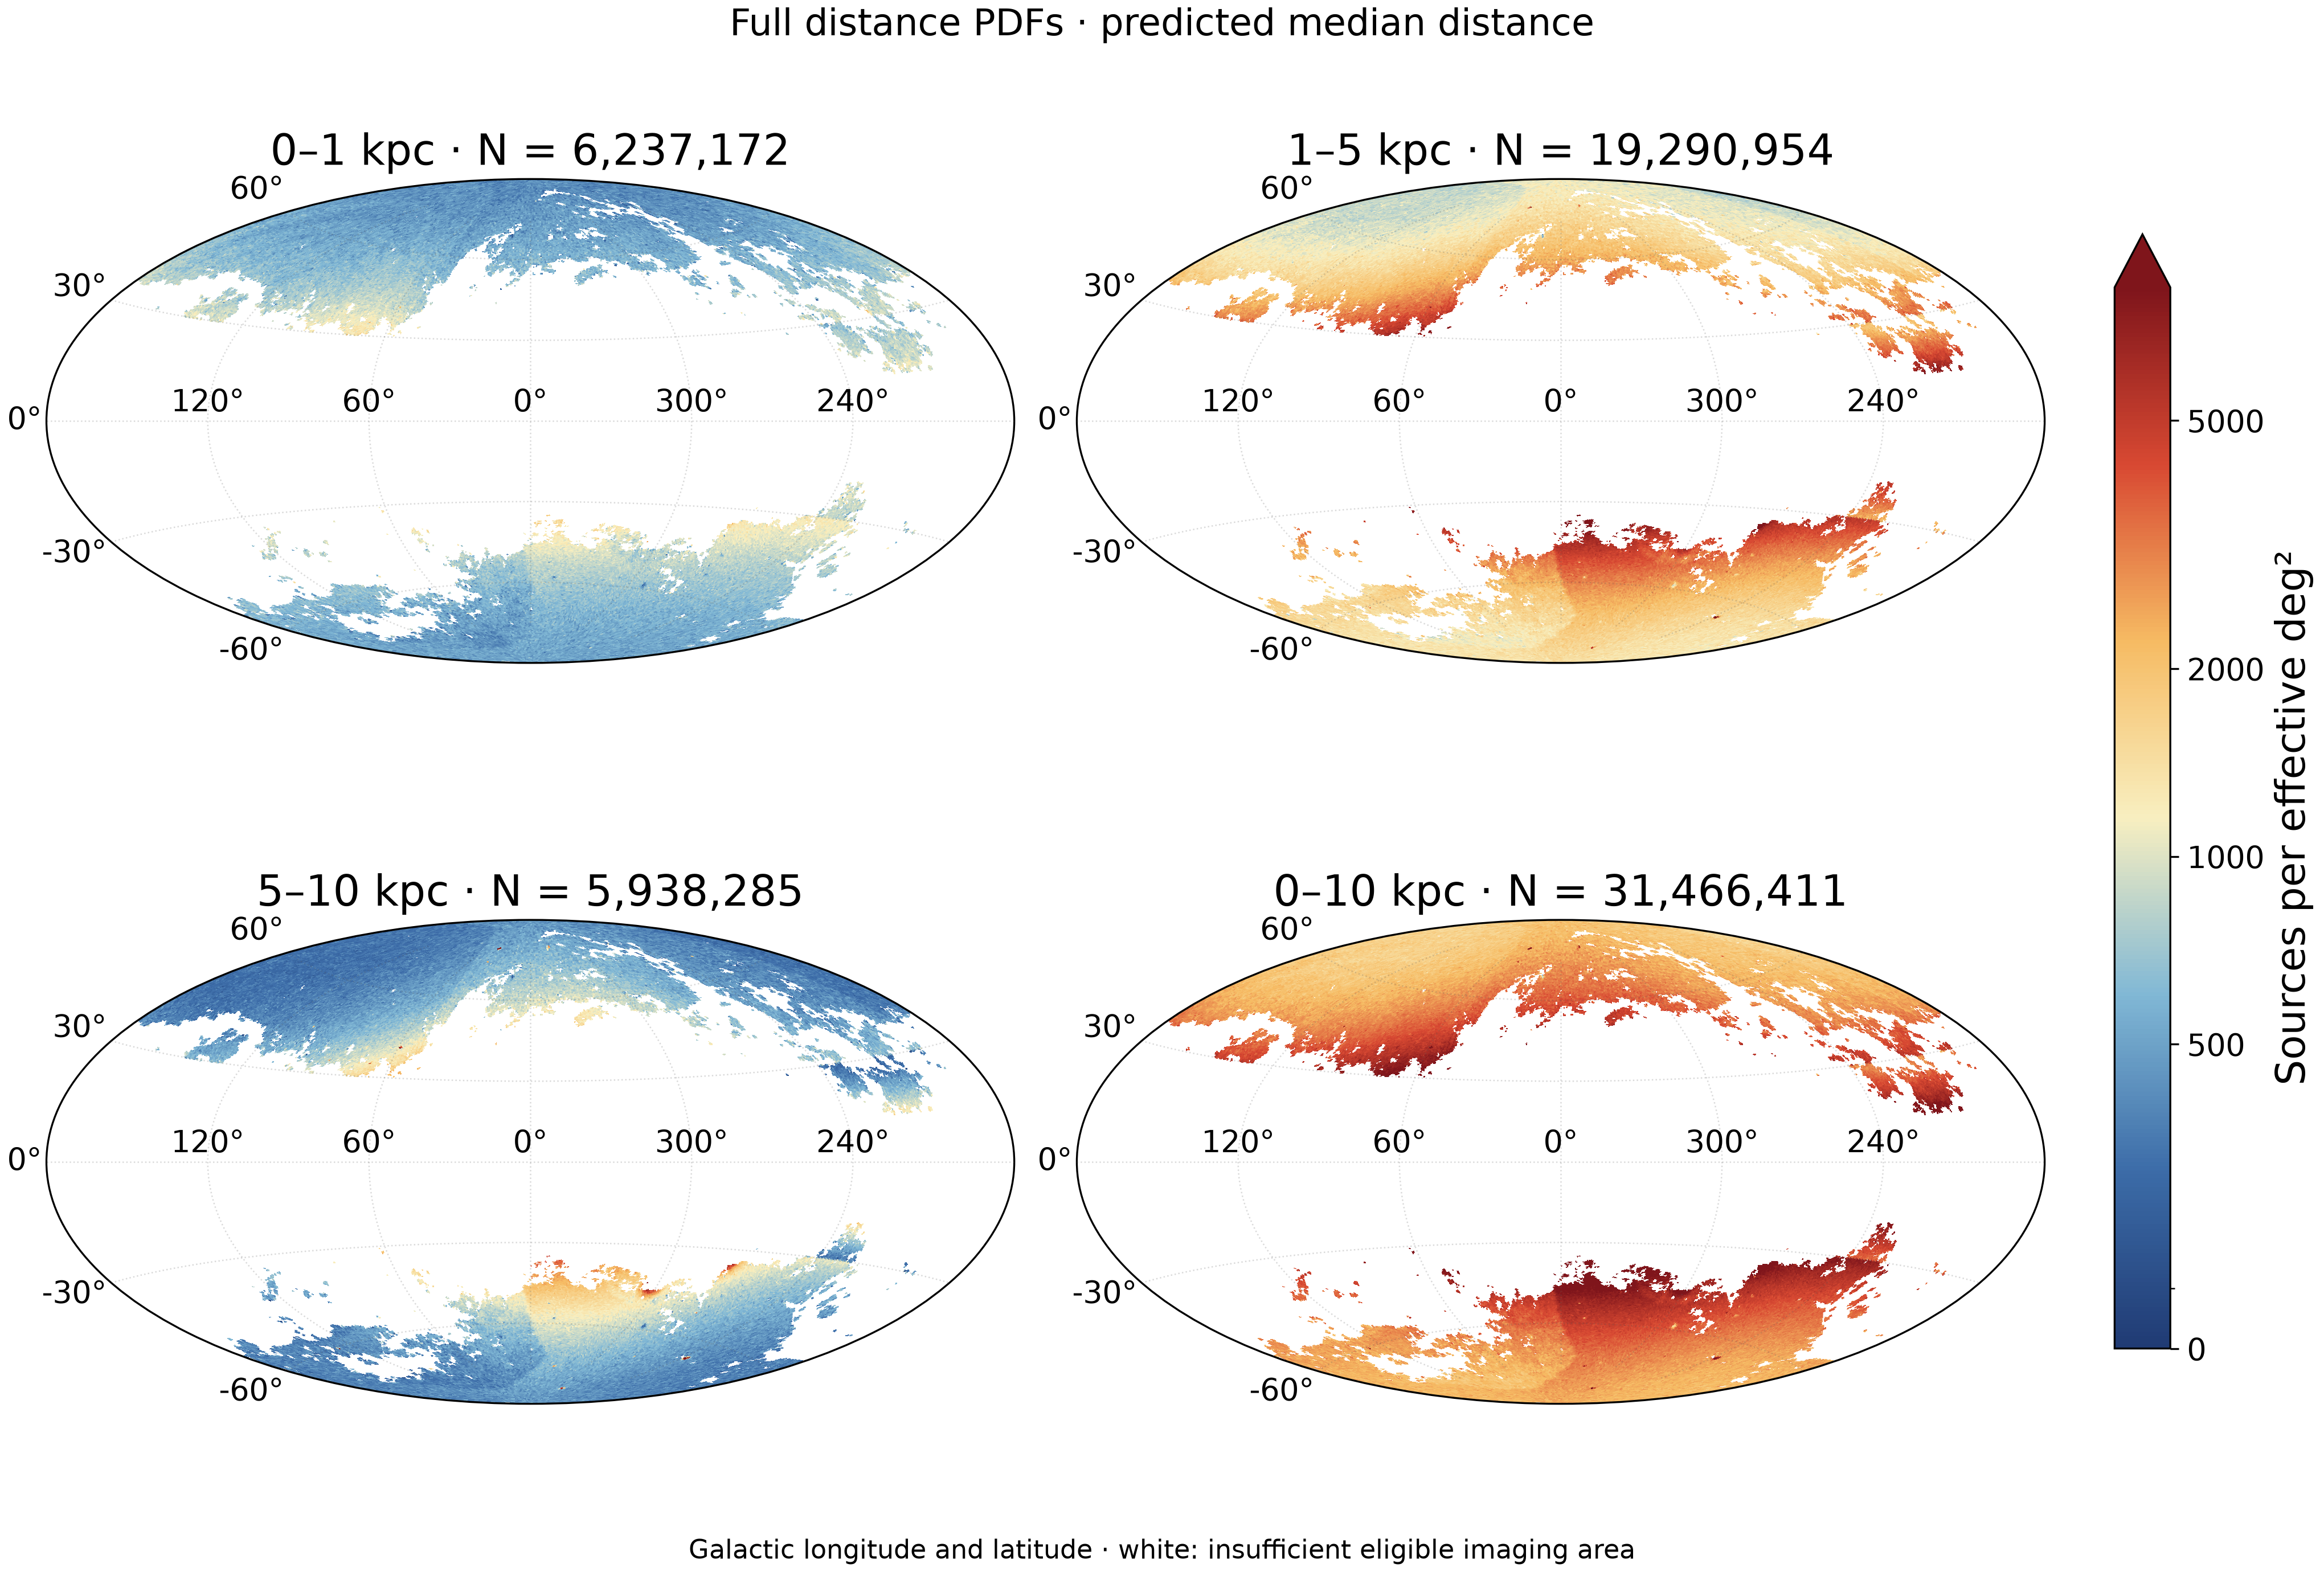 Full distance PDFs · predicted median distance
0–1 kpc · N = 6,237,172
60°
30°
120° 60° 0° 300° 240°
0°
-30°
-60°
1–5 kpc · N = 19,290,954
60°
30°
120° 60° 0° 300° 240°
0°
-30°
-60°
5–10 kpc · N = 5,938,285
60°
30°
120° 60° 0° 300° 240°
0°
-30°
-60°
0–10 kpc · N = 31,466,411
60°
30°
120° 60° 0° 300° 240°
0°
-30°
-60°
5000
2000
1000
500
0
Sources per effective deg²
Galactic longitude and latitude · white: insufficient eligible imaging area